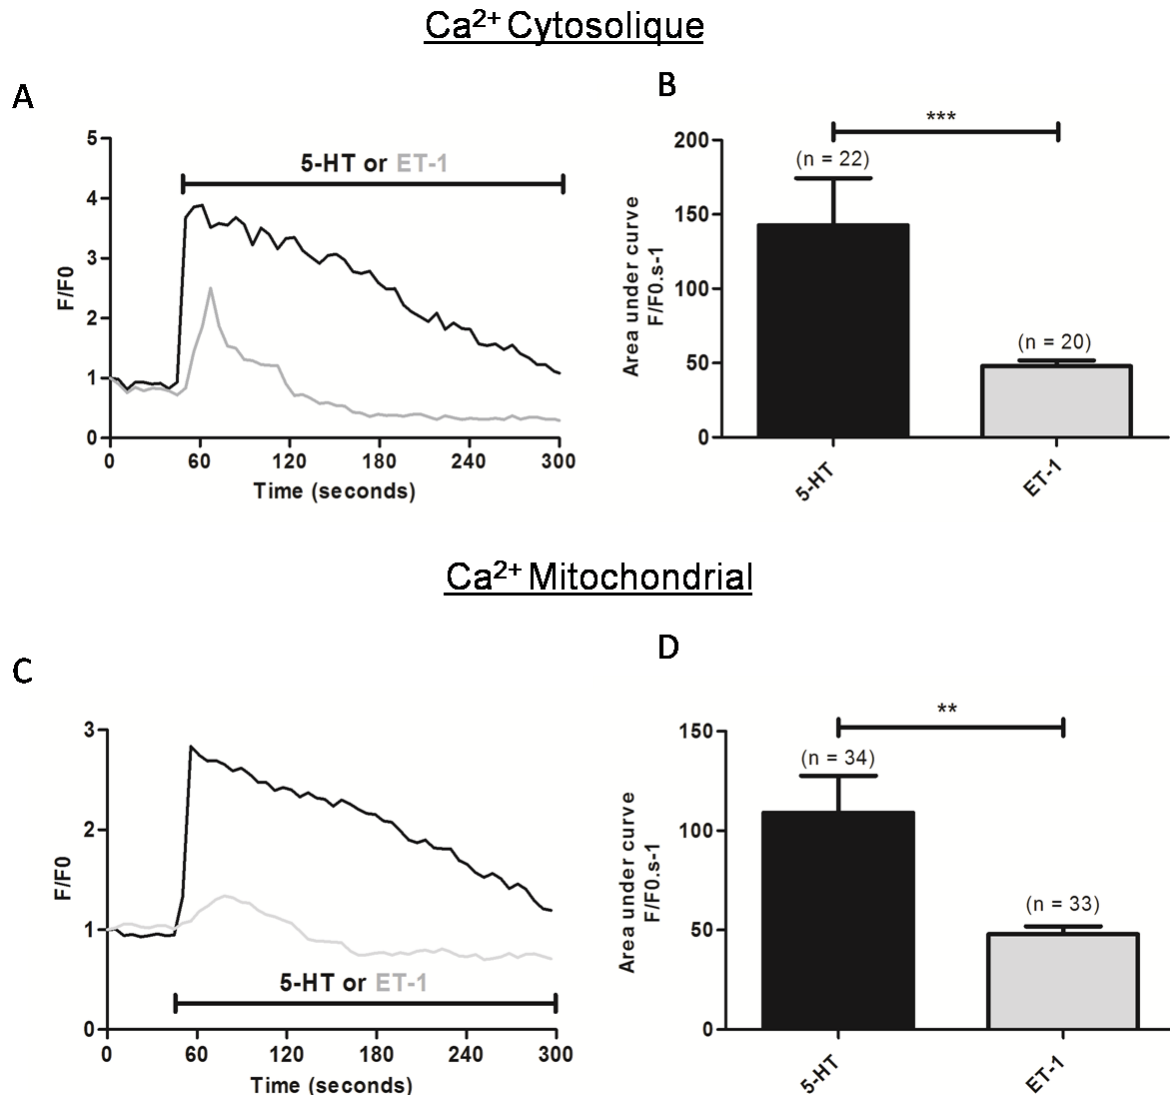 Ca²⁺ Cytosolique
A
B
5
4
3
2
1
0
F/F0
5-HT or ET-1
0 60 120 180 240 300
Time (seconds)
200
150
100
50
0
Area under curve
F/F0.s-1
***
(n = 22)
(n = 20)
5-HT
ET-1
Ca²⁺ Mitochondrial
C
D
3
2
1
0
F/F0
5-HT or ET-1
0 60 120 180 240 300
Time (seconds)
150
100
50
0
Area under curve
F/F0.s-1
**
(n = 34)
(n = 33)
5-HT
ET-1